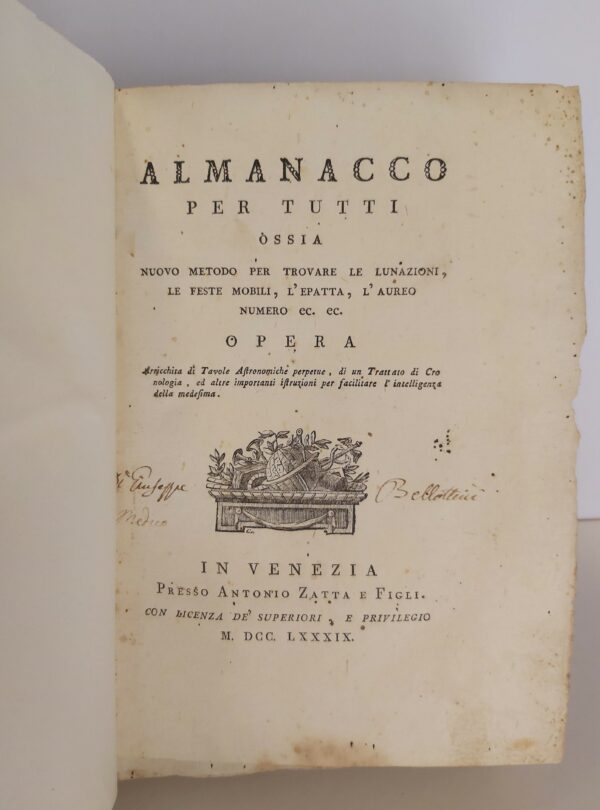 ALMANACCO
PER TUTTI
ÒSSIA
NUOVO METODO PER TROVARE LE LUNAZIONI,
LE FESTE MOBILI, L'EPATTA, L'AUREO
NUMERO ec. ec.
OPERA
Arricchita di Tavole Astronomiche perpetue, di un Trattato di Cro
nologia, ed altre importanti istruzioni per facilitare l'intelligenza
della medesima.
Giuseppe Bellottini
Medico
IN VENEZIA
PRESSO ANTONIO ZATTA E FIGLI.
CON LICENZA DE' SUPERIORI, E PRIVILEGIO
M. DCC. LXXXIX.